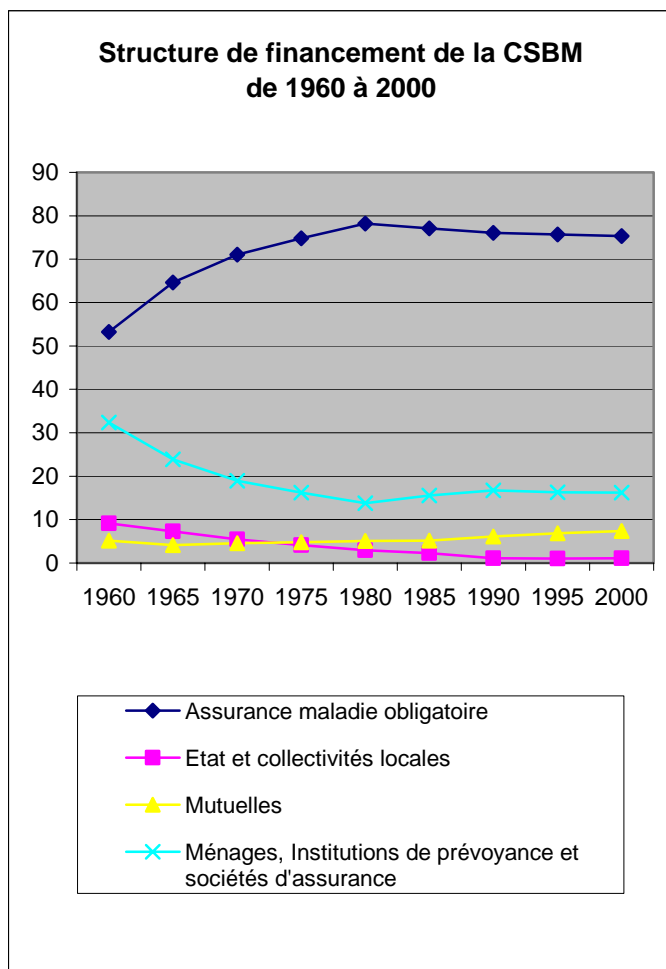 Structure de financement de la CSBM
de 1960 à 2000
90
80
70
60
50
40
30
20
10
0
1960 1965 1970 1975 1980 1985 1990 1995 2000
Assurance maladie obligatoire
Etat et collectivités locales
Mutuelles
Ménages, Institutions de prévoyance et
sociétés d'assurance